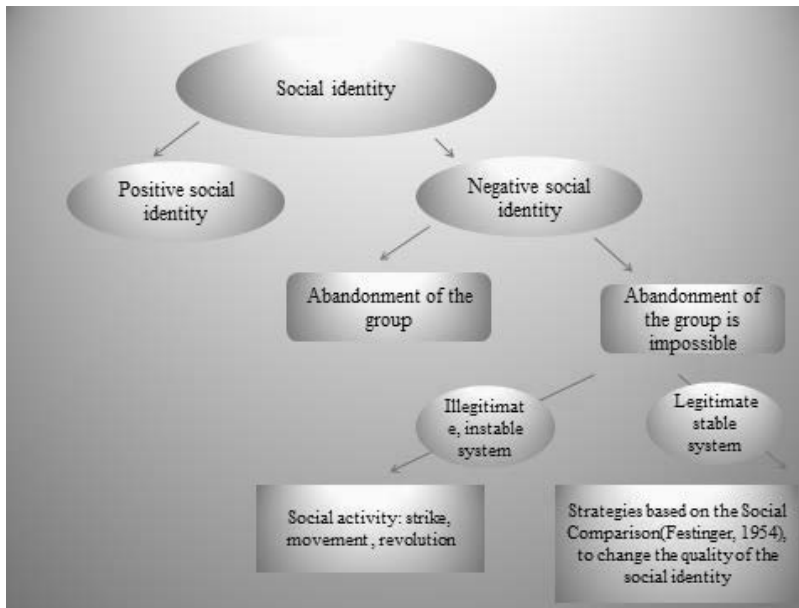 Social identity
Positive social
identity
Negative social
identity
Abandonment of the
group
Abandonment of
the group is
impossible
Illegitimat
e, instable
system
Legitimate
stable
system
Social activity: strike,
movement, revolution
Strategies based on the Social
Comparison(Festinger, 1954),
to change the quality of the
social identity